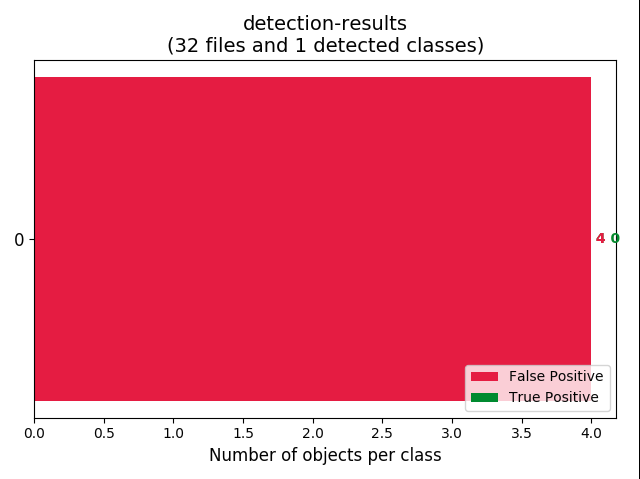 detection-results
(32 files and 1 detected classes)
0
4 0
False Positive
True Positive
0.0 0.5 1.0 1.5 2.0 2.5 3.0 3.5 4.0
Number of objects per class